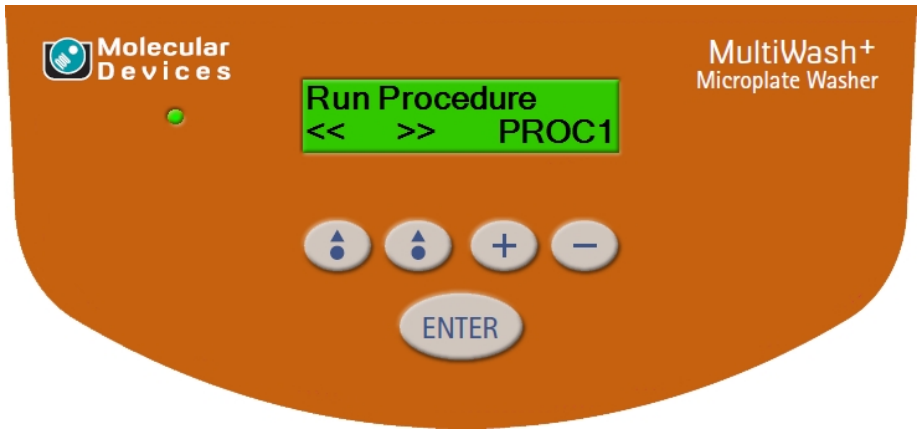 Molecular
Devices
MultiWash+
Microplate Washer
Run Procedure
<< >> PROC1
+ −
ENTER